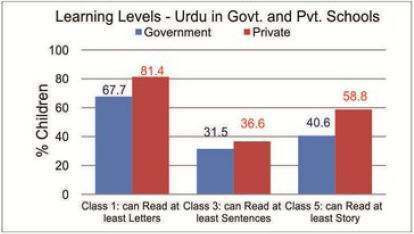 Learning Levels - Urdu in Govt. and Pvt. Schools
Government Private
% Children
100
80
60
40
20
0
67.7 81.4
31.5 36.6
40.6 58.8
Class 1: can Read at least Letters
Class 3: can Read at least Sentences
Class 5: can Read at least Story